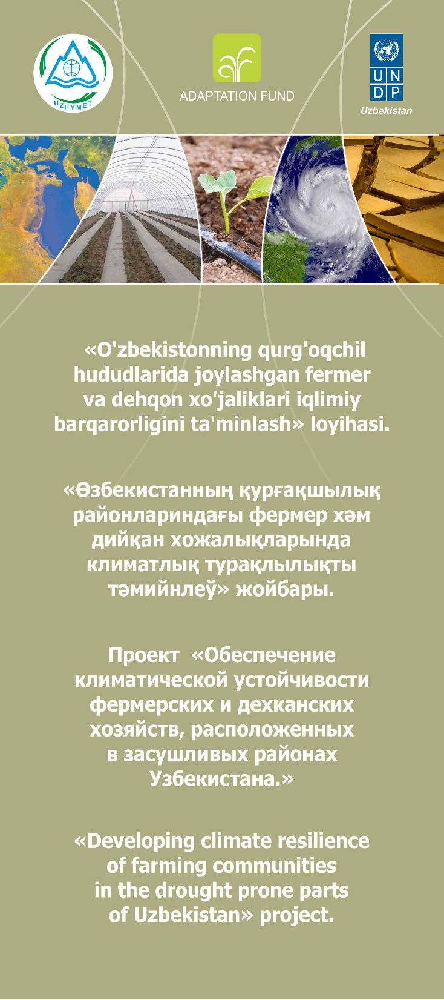 UZHYMET
ADAPTATION FUND
U N
D P
Uzbekistan
«O'zbekistonning qurg'oqchil
hududlarida joylashgan fermer
va dehqon xo'jaliklari iqlimiy
barqarorligini ta'minlash» loyihasi.
«Өзбекистанның қурғақшылық
районлариндағы фермер хәм
дийқан хожалықларында
климатлық турақлылықты
тәмийнлеў» жойбары.
Проект «Обеспечение
климатической устойчивости
фермерских и дехканских
хозяйств, расположенных
в засушливых районах
Узбекистана.»
«Developing climate resilience
of farming communities
in the drought prone parts
of Uzbekistan» project.